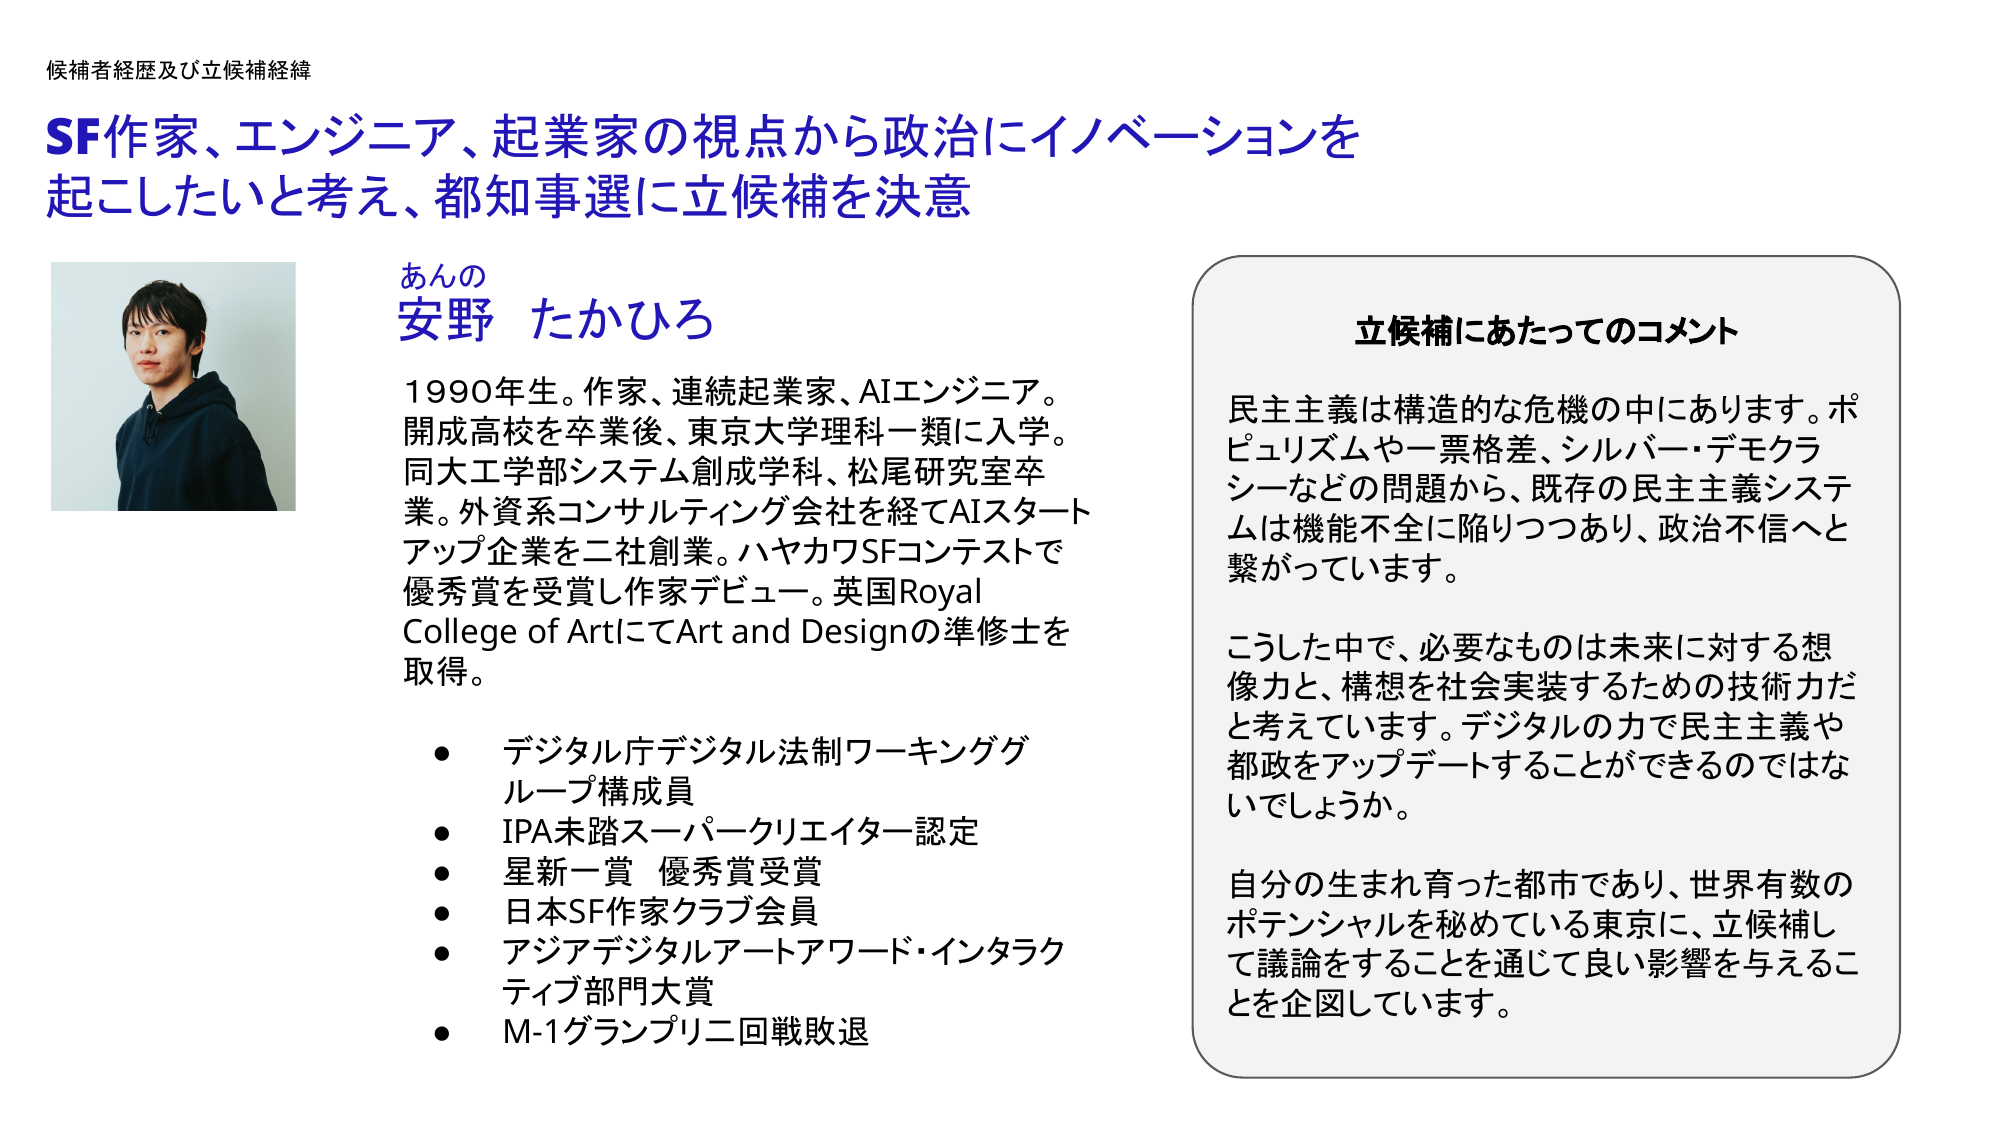 候補者経歴及び立候補経緯
SF作家、エンジニア、起業家の視点から政治にイノベーションを
起こしたいと考え、都知事選に立候補を決意
あんの
安野 たかひろ
1990年生。作家、連続起業家、AIエンジニア。
開成高校を卒業後、東京大学理科一類に入学。
同大工学部システム創成学科、松尾研究室卒
業。外資系コンサルティング会社を経てAIスタート
アップ企業を二社創業。ハヤカワSFコンテストで
優秀賞を受賞し作家デビュー。英国Royal
College of ArtにてArt and Designの準修士を
取得。
● デジタル庁デジタル法制ワーキンググ
ループ構成員
● IPA未踏スーパークリエイター認定
● 星新一賞 優秀賞受賞
● 日本SF作家クラブ会員
● アジアデジタルアートアワード・インタラク
ティブ部門大賞
● M-1グランプリ二回戦敗退
立候補にあたってのコメント
民主主義は構造的な危機の中にあります。ポ
ピュリズムや一票格差、シルバー・デモクラ
シーなどの問題から、既存の民主主義システ
ムは機能不全に陥りつつあり、政治不信へと
繋がっています。
こうした中で、必要なものは未来に対する想
像力と、構想を社会実装するための技術力だ
と考えています。デジタルの力で民主主義や
都政をアップデートすることができるのではな
いでしょうか。
自分の生まれ育った都市であり、世界有数の
ポテンシャルを秘めている東京に、立候補し
て議論をすることを通じて良い影響を与えるこ
とを企図しています。